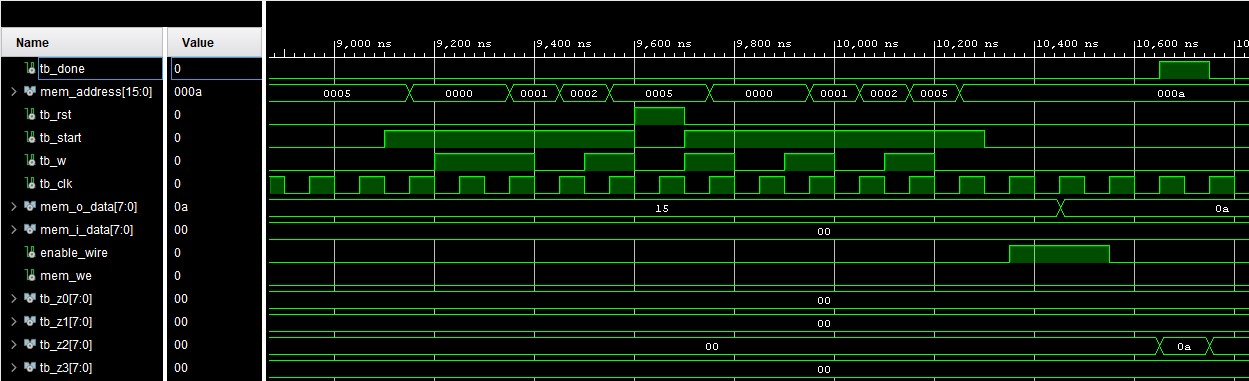 Name Value 9,000 ns 9,200 ns 9,400 ns 9,600 ns 9,800 ns 10,000 ns 10,200 ns 10,400 ns 10,600 ns 10
tb_done 0
mem_address[15:0] 000a 0005 0000 0001 0002 0005 0000 0001 0002 0005 000a
tb_rst 0
tb_start 0
tb_w 0
tb_clk 0
mem_o_data[7:0] 0a 15 0a
mem_i_data[7:0] 00 00
enable_wire 0
mem_we 0
tb_z0[7:0] 00 00
tb_z1[7:0] 00 00
tb_z2[7:0] 00 00 0a
tb_z3[7:0] 00 00